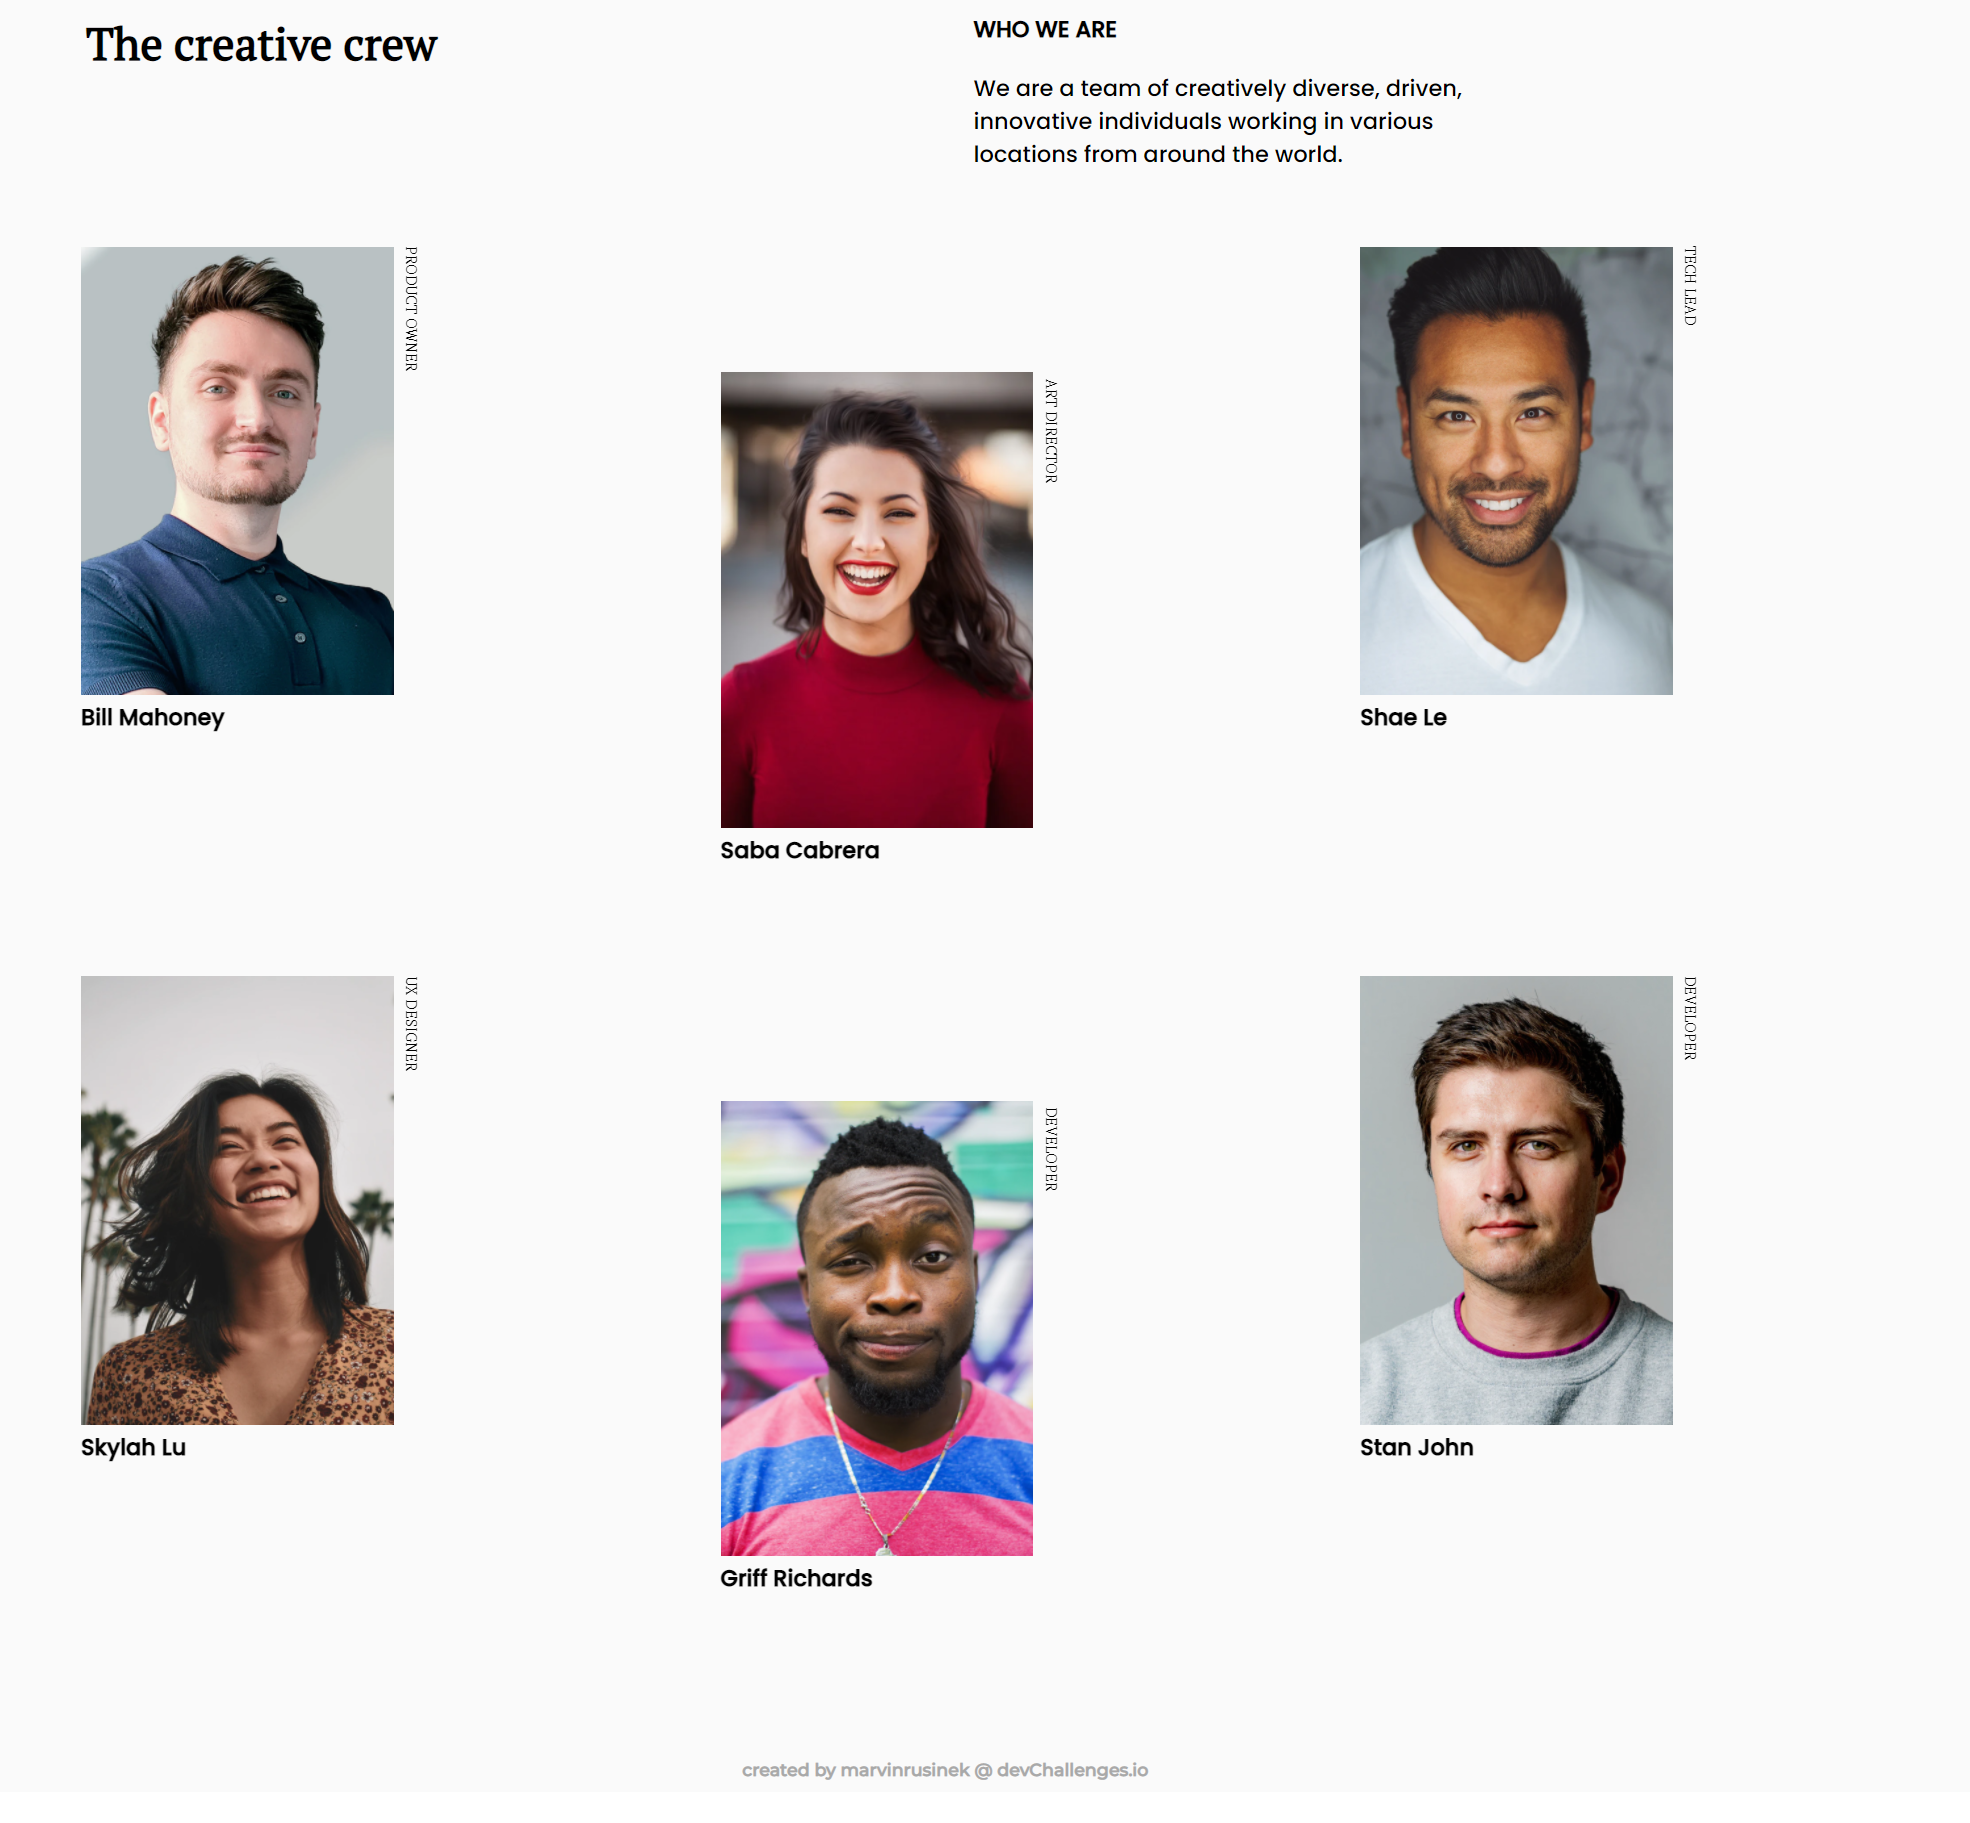 The creative crew
WHO WE ARE
We are a team of creatively diverse, driven,
innovative individuals working in various
locations from around the world.
PRODUCT OWNER
Bill Mahoney
ART DIRECTOR
Saba Cabrera
TECH LEAD
Shae Le
UX DESIGNER
Skylah Lu
DEVELOPER
Griff Richards
DEVELOPER
Stan John
created by marvinrusinek @ devChallenges.io